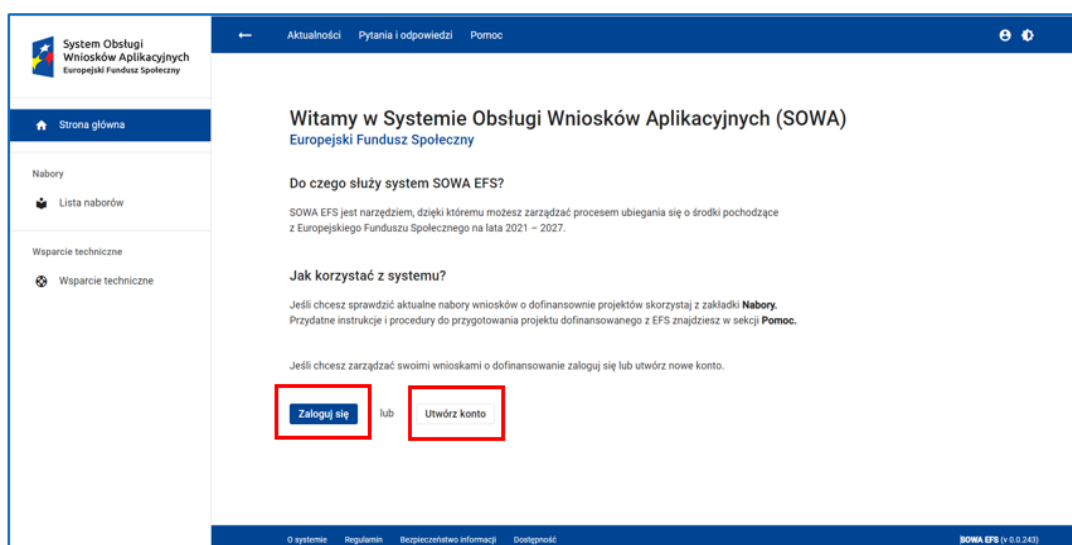 System Obsługi
Wniosków Aplikacyjnych
Europejski Fundusz Społeczny
Aktualności Pytania i odpowiedzi Pomoc
Strona główna
Nabory
Lista naborów
Wsparcie techniczne
Wsparcie techniczne
Witamy w Systemie Obsługi Wniosków Aplikacyjnych (SOWA)
Europejski Fundusz Społeczny
Do czego służy system SOWA EFS?
SOWA EFS jest narzędziem, dzięki któremu możesz zarządzać procesem ubiegania się o środki pochodzące
z Europejskiego Funduszu Społecznego na lata 2021 – 2027.
Jak korzystać z systemu?
Jeśli chcesz sprawdzić aktualne nabory wniosków o dofinansownie projektów skorzystaj z zakładki Nabory.
Przydatne instrukcje i procedury do przygotowania projektu dofinansowanego z EFS znajdziesz w sekcji Pomoc.
Jeśli chcesz zarządzać swoimi wnioskami o dofinansowanie zaloguj się lub utwórz nowe konto.
Zaloguj się lub Utwórz konto
O systemie Regulamin Bezpieczeństwo informacji Dostępność SOWA EFS (v 0.0.243)